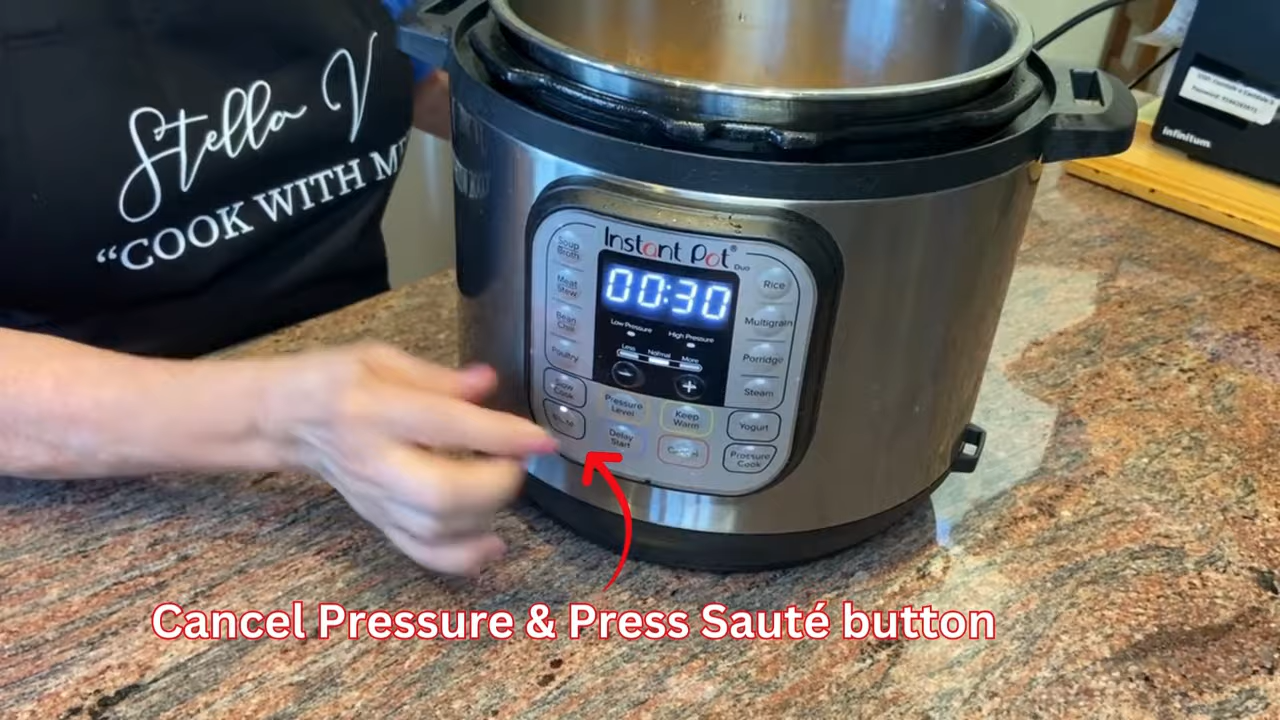 Stella V
“COOK WITH M
Instant Pot®
Duo
00:30
Low Pressure
High Pressure
Less
Normal
More
−
+
Soup
Broth
Meat
Stew
Bean
Chili
Poultry
Slow
Cook
Rice
Multigrain
Porridge
Steam
Pressure
Level
Keep
Warm
Yogurt
Delay
Start
Cancel
Pressure
Cook
infinitum
Cancel Pressure & Press Sauté button